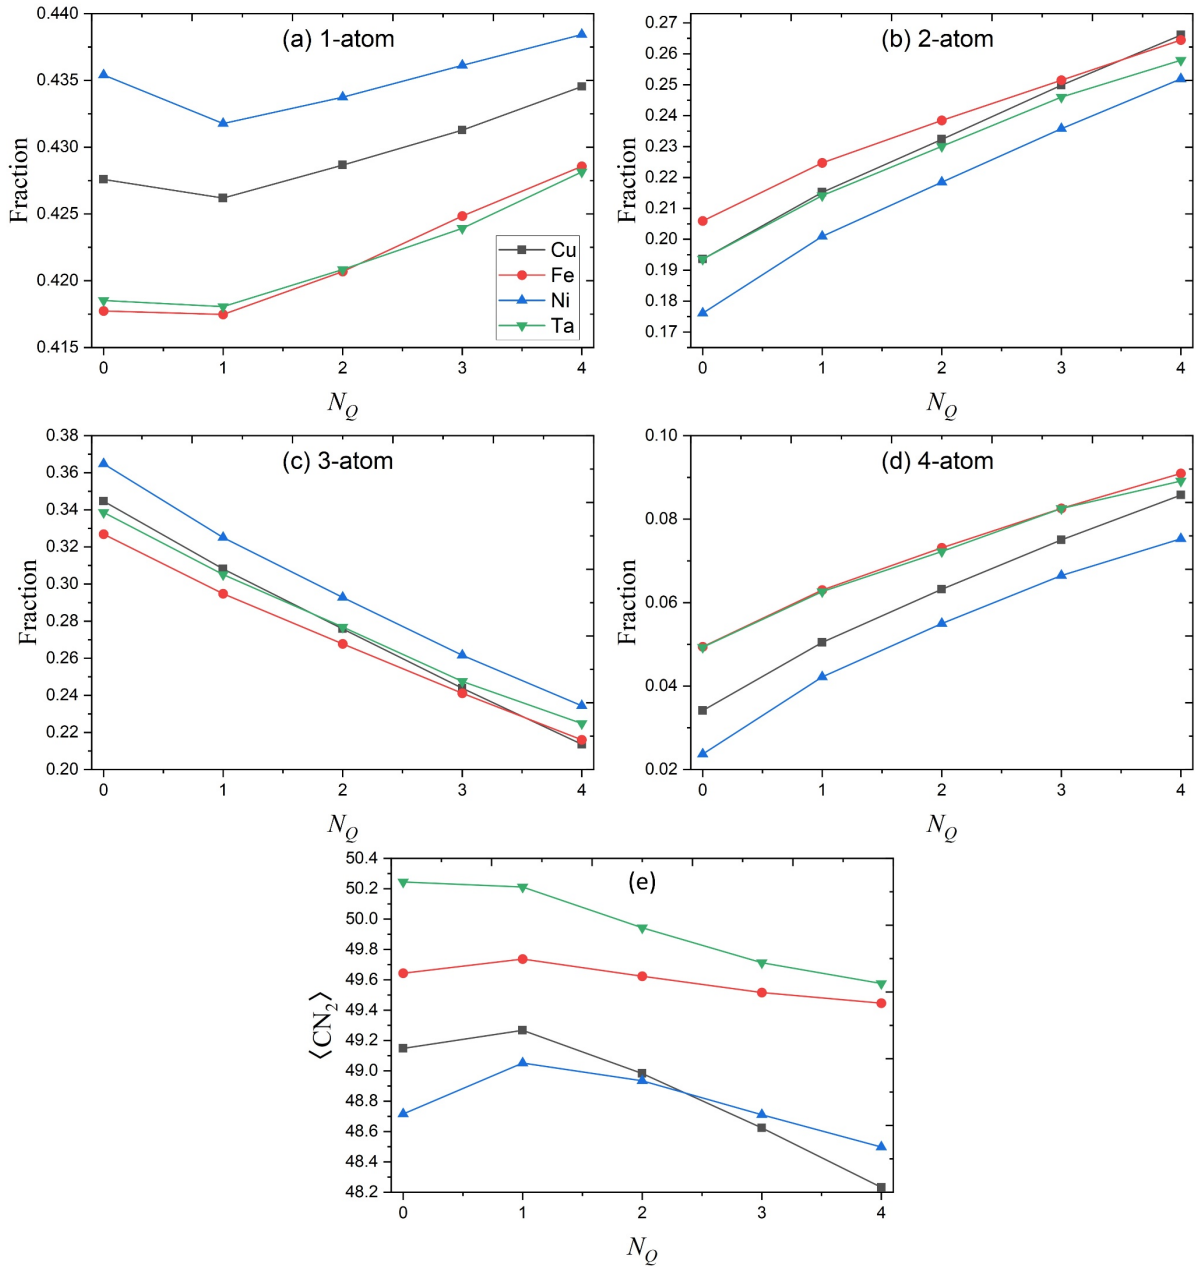 (a) 1-atom
0.440
0.435
0.430
0.425
0.420
0.415
Fraction
Cu
Fe
Ni
Ta
0 1 2 3 4
N_Q
(b) 2-atom
0.27
0.26
0.25
0.24
0.23
0.22
0.21
0.20
0.19
0.18
0.17
Fraction
0 1 2 3 4
N_Q
(c) 3-atom
0.38
0.36
0.34
0.32
0.30
0.28
0.26
0.24
0.22
0.20
Fraction
0 1 2 3 4
N_Q
(d) 4-atom
0.10
0.08
0.06
0.04
0.02
Fraction
0 1 2 3 4
N_Q
(e)
50.4
50.2
50.0
49.8
49.6
49.4
49.2
49.0
48.8
48.6
48.4
48.2
⟨CN₂⟩
0 1 2 3 4
N_Q